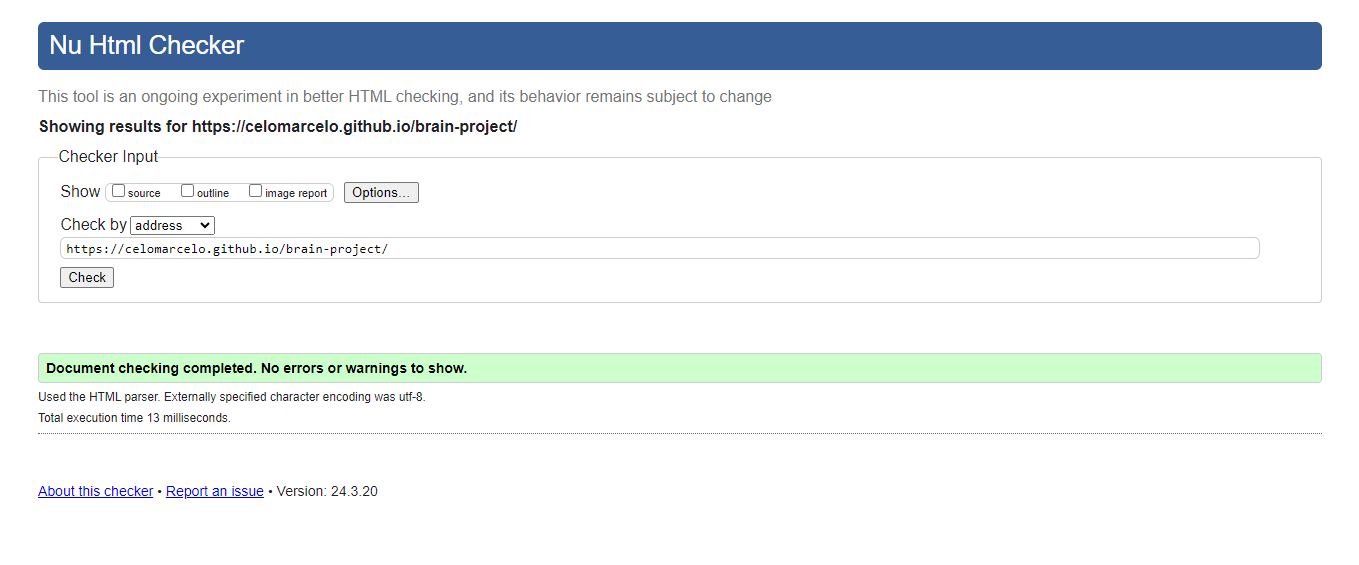 Nu Html Checker
This tool is an ongoing experiment in better HTML checking, and its behavior remains subject to change
Showing results for https://celomarcelo.github.io/brain-project/
Checker Input
Show source outline image report Options...
Check by address
https://celomarcelo.github.io/brain-project/
Check
Document checking completed. No errors or warnings to show.
Used the HTML parser. Externally specified character encoding was utf-8.
Total execution time 13 milliseconds.
About this checker • Report an issue • Version: 24.3.20